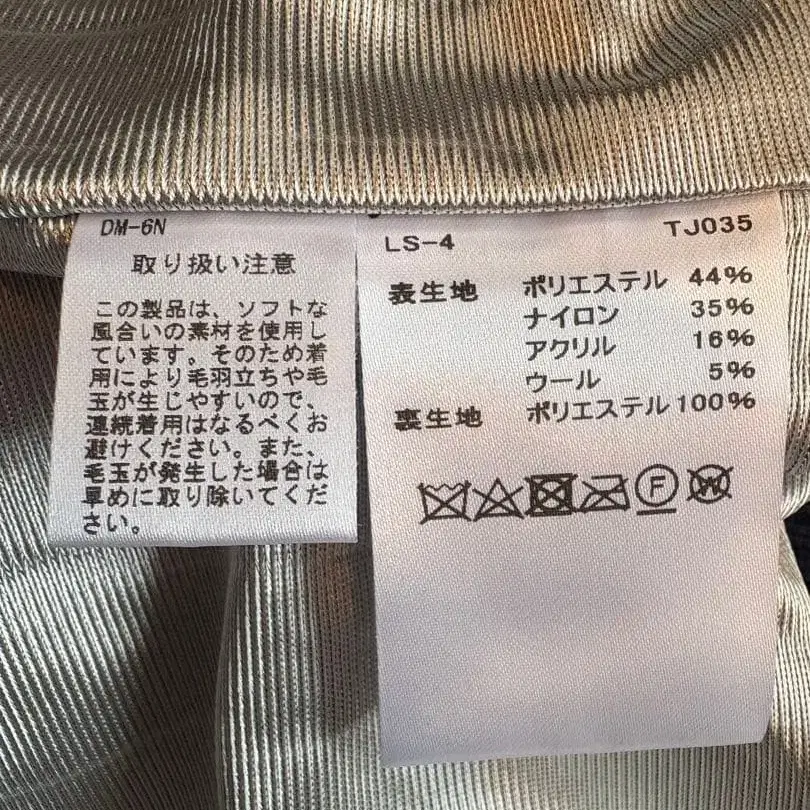 DM-6N
取り扱い注意
この製品は、ソフトな
風合いの素材を使用し
ています。そのため着
用により毛羽立ちや毛
玉が生じやすいので、
連続着用はなるべくお
避けください。また、
毛玉が発生した場合は
早めに取り除いてくだ
さい。
LS-4 TJ035
表生地 ポリエステル 44%
ナイロン 35%
アクリル 16%
ウール 5%
裏生地 ポリエステル 100%
F W